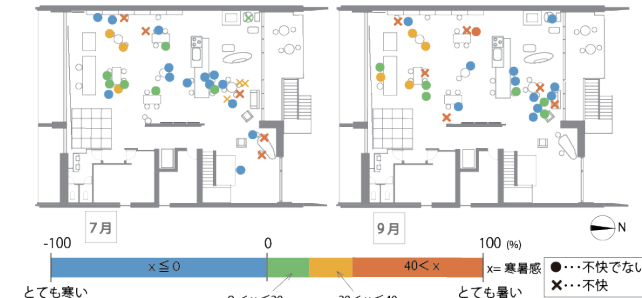 7月
9月
N
-100
0
100 (%)
x≦0
40<x
x=寒暑感
●···不快でない
×···不快
とても寒い
とても暑い